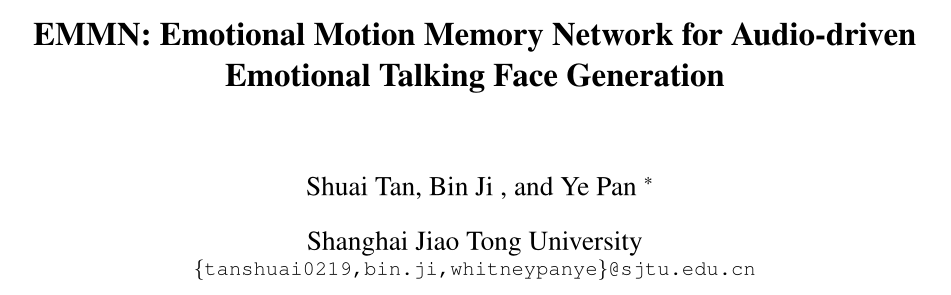 EMMN: Emotional Motion Memory Network for Audio-driven
Emotional Talking Face Generation
Shuai Tan, Bin Ji , and Ye Pan *
Shanghai Jiao Tong University
{tanshuai0219,bin.ji,whitneypanye}@sjtu.edu.cn